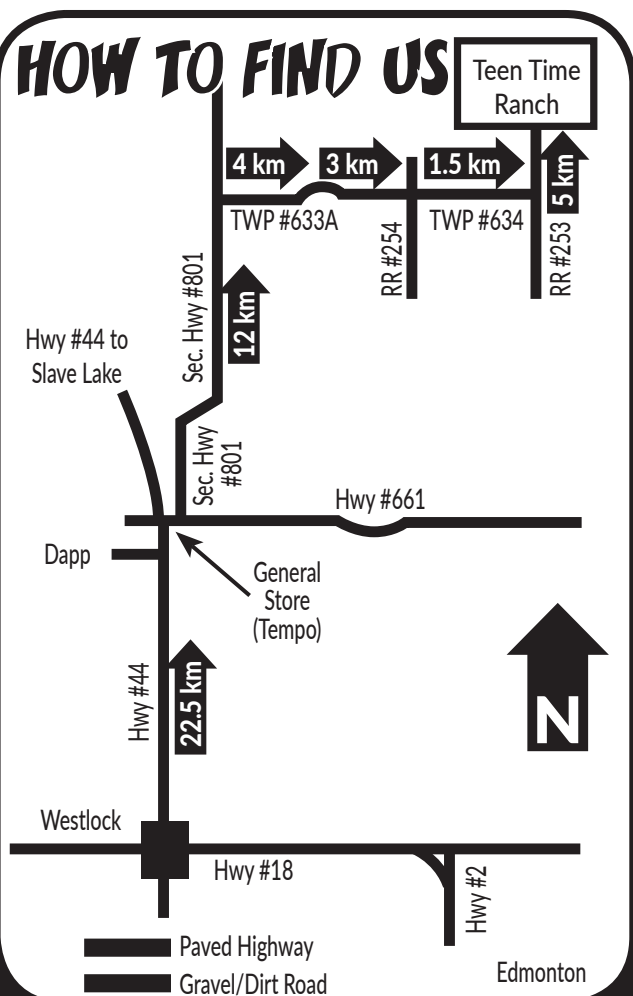 HOW TO FIND US
Teen Time
Ranch
4 km
3 km
1.5 km
5 km
TWP #633A
TWP #634
RR #254
RR #253
Sec. Hwy #801
12 km
Hwy #44 to
Slave Lake
Sec. Hwy
#801
Hwy #661
Dapp
General
Store
(Tempo)
Hwy #44
22.5 km
N
Westlock
Hwy #18
Hwy #2
Paved Highway
Gravel/Dirt Road
Edmonton